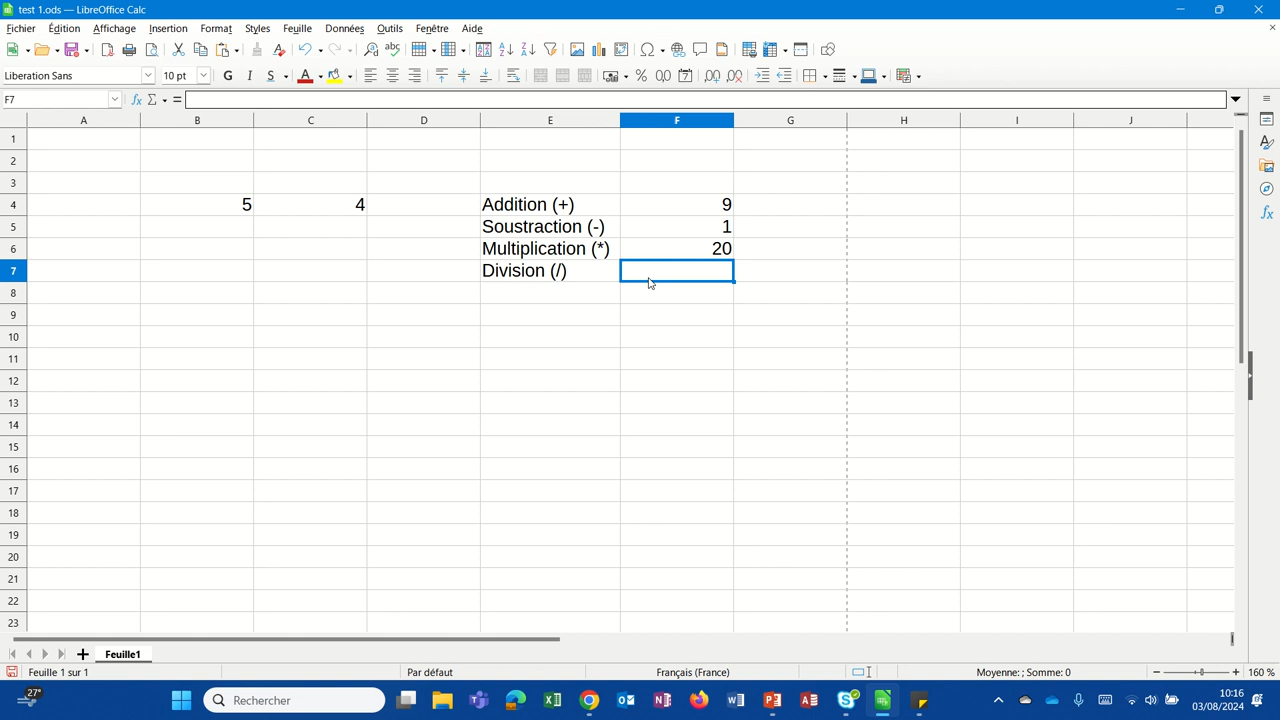 test 1.ods — LibreOffice Calc
Fichier Édition Affichage Insertion Format Styles Feuille Données Outils Fenêtre Aide
Liberation Sans 10 pt G I S A % 0,0
F7 fx Σ =
A B C D E F G H I J
1
2
3
4 5 4 Addition (+) 9
5 Soustraction (-) 1
6 Multiplication (*) 20
7 Division (/)
8
9
10
11
12
13
14
15
16
17
18
19
20
21
22
23
Feuille1
Feuille 1 sur 1 Par défaut Français (France) Moyenne: ; Somme: 0 160 %
27° Rechercher 10:16
03/08/2024